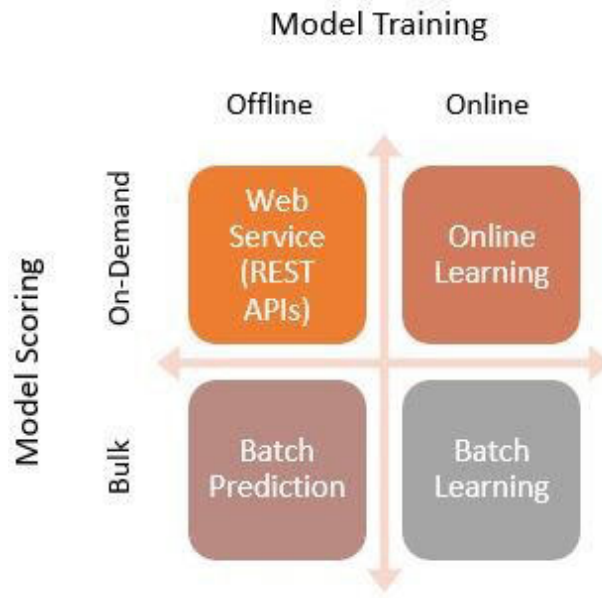 Model Training
Offline
Online
Model Scoring
On-Demand
Web
Service
(REST
APIs)
Online
Learning
Bulk
Batch
Prediction
Batch
Learning